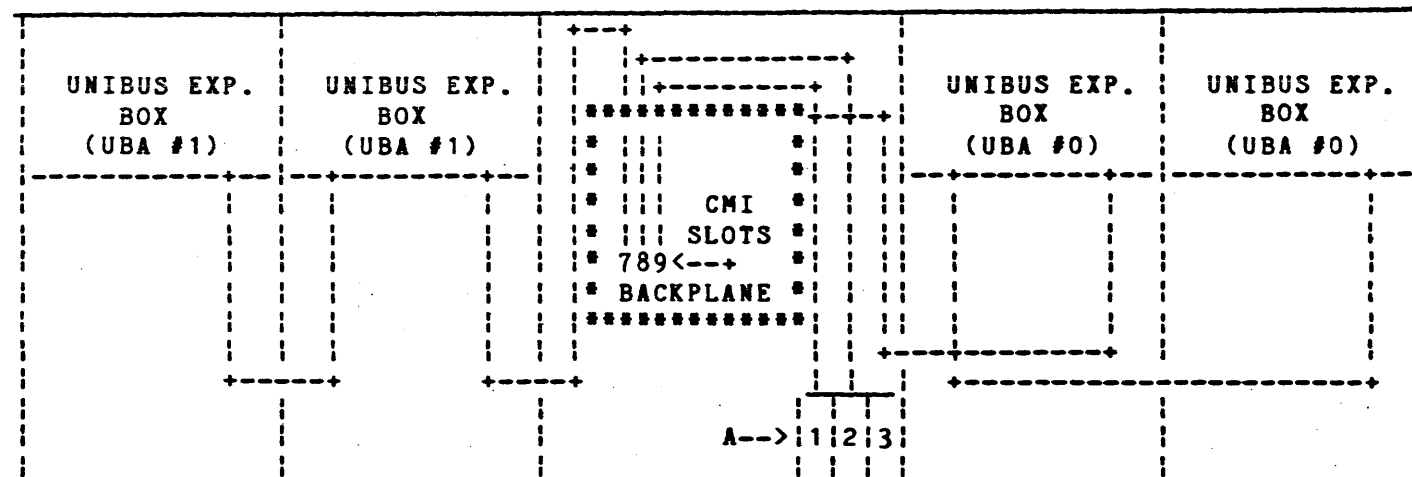 UNIBUS EXP. UNIBUS EXP. UNIBUS EXP. UNIBUS EXP.
BOX BOX BOX BOX
(UBA #1) (UBA #1) (UBA #0) (UBA #0)
CMI
SLOTS
789<--+
BACKPLANE
A-->|1|2|3|